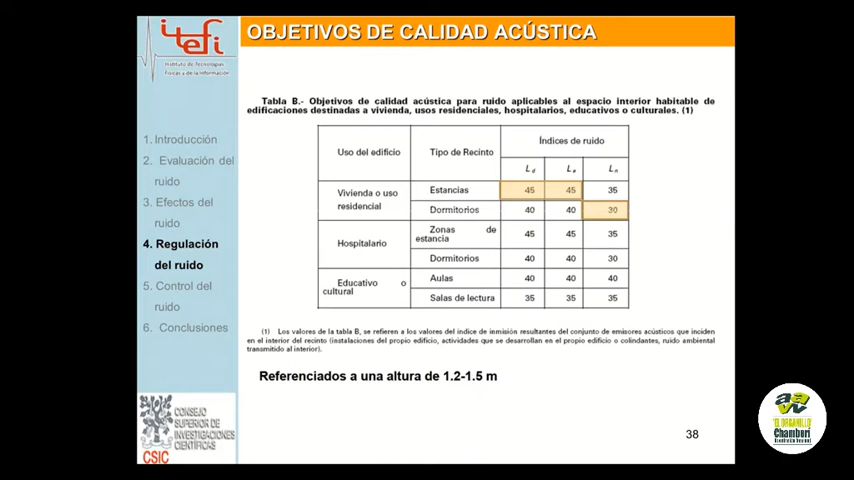 itefi
Instituto de Tecnologías
Físicas y de la Información
OBJETIVOS DE CALIDAD ACÚSTICA
1. Introducción
2. Evaluación del
ruido
3. Efectos del
ruido
4. Regulación
del ruido
5. Control del
ruido
6. Conclusiones
Tabla B.- Objetivos de calidad acústica para ruido aplicables al espacio interior habitable de
edificaciones destinadas a vivienda, usos residenciales, hospitalarios, educativos o culturales. (1)
Uso del edificio Tipo de Recinto Índices de ruido
Ld Le Ln
Vivienda o uso
residencial
Estancias 45 45 35
Dormitorios 40 40 30
Hospitalario
Zonas de
estancia 45 45 35
Dormitorios 40 40 30
Educativo o
cultural
Aulas 40 40 40
Salas de lectura 35 35 35
(1) Los valores de la tabla B, se refieren a los valores del índice de inmisión resultantes del conjunto de emisores acústicos que inciden
en el interior del recinto (instalaciones del propio edificio, actividades que se desarrollan en el propio edificio o colindantes, ruido ambiental
transmitido al interior).
Referenciados a una altura de 1.2-1.5 m
CONSEJO
SUPERIOR DE
INVESTIGACIONES
CIENTÍFICAS
CSIC
38
"EL ORGANILLO"
Chamberí